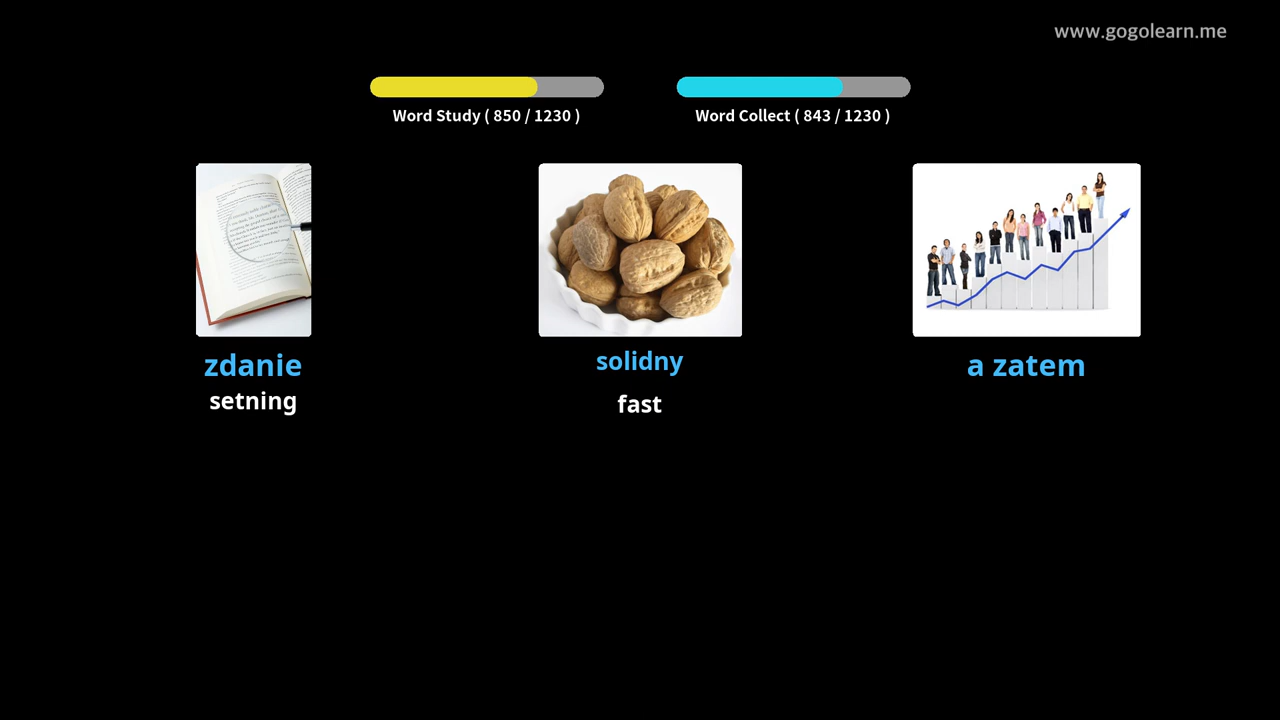 www.gogolearn.me
Word Study ( 850 / 1230 )
Word Collect ( 843 / 1230 )
zdanie
setning
solidny
fast
a zatem